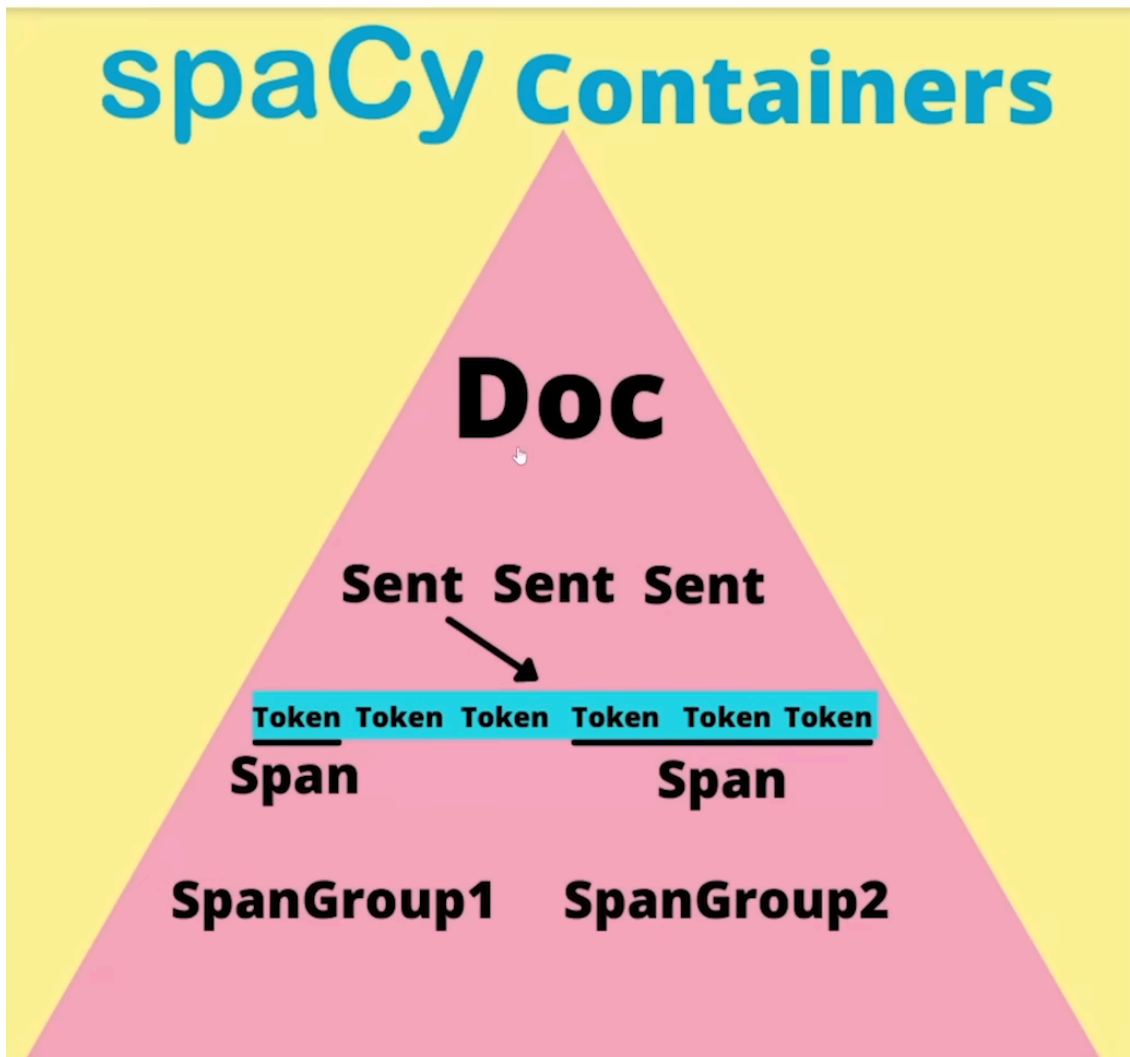 spaCy Containers
Doc
Sent Sent Sent
Token Token Token Token Token Token
Span Span
SpanGroup1 SpanGroup2